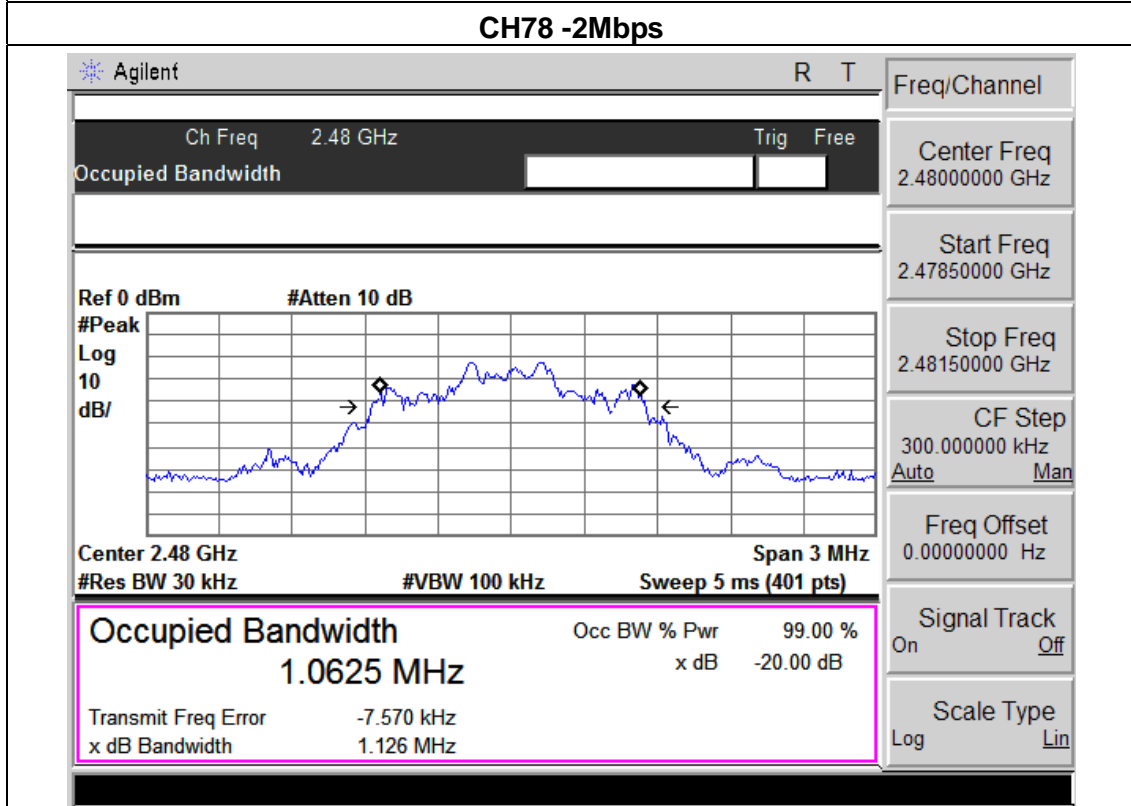 CH78 -2Mbps
Agilent R T
Ch Freq 2.48 GHz Trig Free
Occupied Bandwidth
Ref 0 dBm #Atten 10 dB
#Peak
Log
10
dB/
Center 2.48 GHz Span 3 MHz
#Res BW 30 kHz #VBW 100 kHz Sweep 5 ms (401 pts)
Occupied Bandwidth Occ BW % Pwr 99.00 %
1.0625 MHz x dB -20.00 dB
Transmit Freq Error -7.570 kHz
x dB Bandwidth 1.126 MHz
Freq/Channel
Center Freq
2.48000000 GHz
Start Freq
2.47850000 GHz
Stop Freq
2.48150000 GHz
CF Step
300.000000 kHz
Auto Man
Freq Offset
0.00000000 Hz
Signal Track
On Off
Scale Type
Log Lin